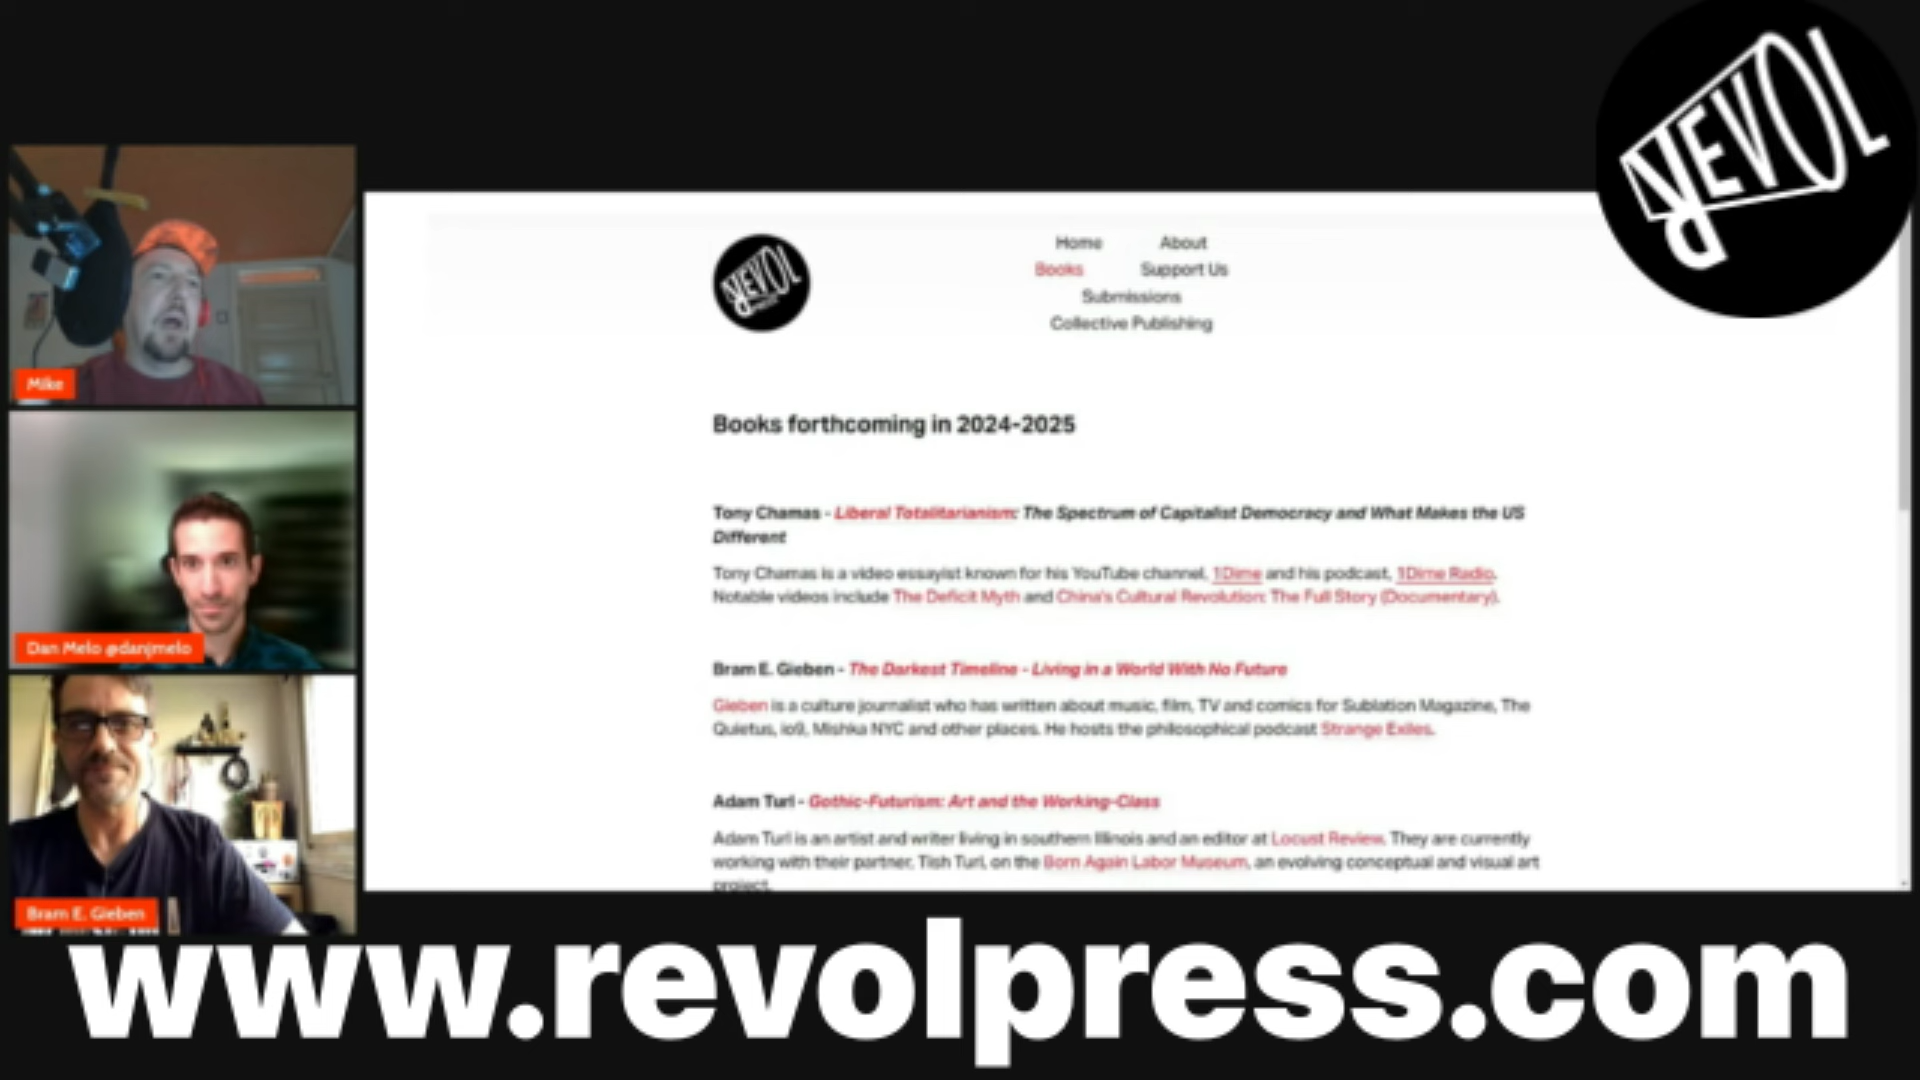 REVOL
Mike
Dan Melo @danjmelo
Bram E. Gieben
REVOL
Home About
Books Support Us
Submissions
Collective Publishing
Books forthcoming in 2024-2025
Tony Chamas - Liberal Totalitarianism: The Spectrum of Capitalist Democracy and What Makes the US
Different
Tony Chamas is a video essayist known for his YouTube channel, 1Dime and his podcast, 1Dime Radio.
Notable videos include The Deficit Myth and China's Cultural Revolution: The Full Story (Documentary).
Bram E. Gieben - The Darkest Timeline - Living in a World With No Future
Gieben is a culture journalist who has written about music, film, TV and comics for Sublation Magazine, The
Quietus, io9, Mishka NYC and other places. He hosts the philosophical podcast Strange Exiles.
Adam Turl - Gothic-Futurism: Art and the Working-Class
Adam Turl is an artist and writer living in southern Illinois and an editor at Locust Review. They are currently
working with their partner, Tish Turl, on the Born Again Labor Museum, an evolving conceptual and visual art
project.
www.revolpress.com